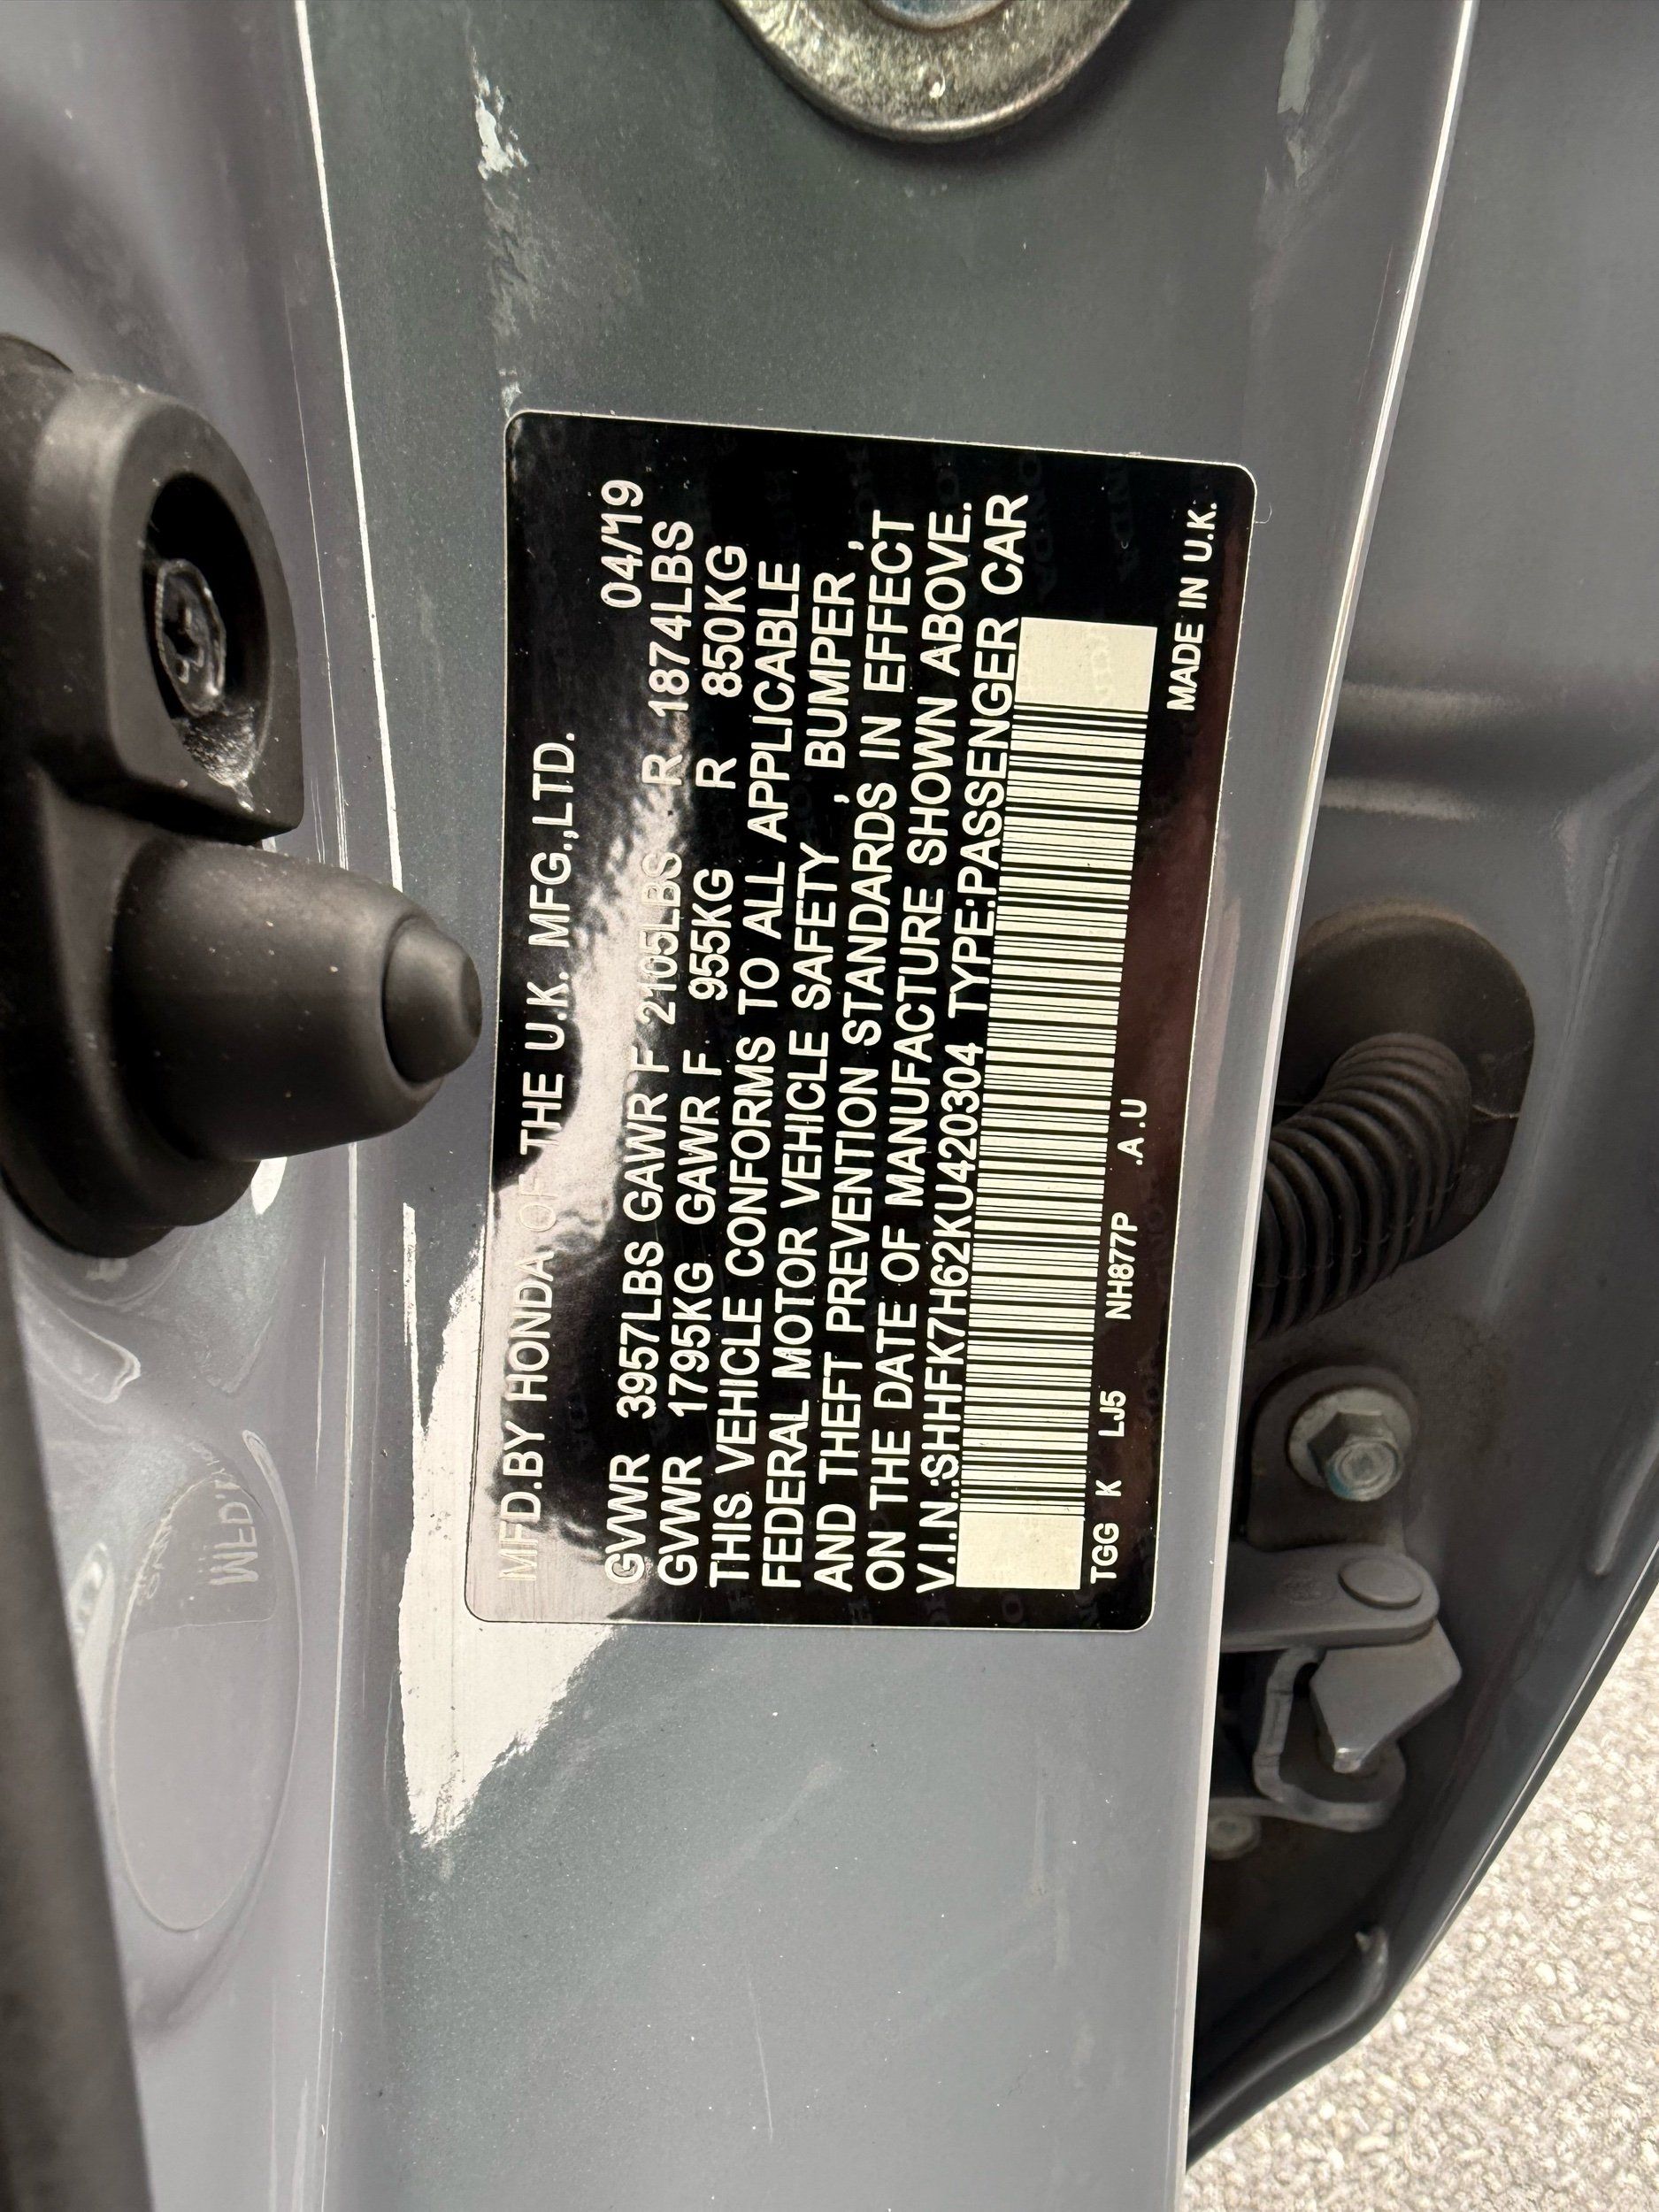 MFD.BY HONDA OF THE U.K. MFG.,LTD.
04/19
GVWR 3957LBS GAWR F 2105LBS R 1874LBS
GVWR 1795KG GAWR F 955KG R 850KG
THIS VEHICLE CONFORMS TO ALL APPLICABLE
FEDERAL MOTOR VEHICLE SAFETY, BUMPER,
AND THEFT PREVENTION STANDARDS IN EFFECT
ON THE DATE OF MANUFACTURE SHOWN ABOVE.
V.I.N.:SHHFK7H62KU420304 TYPE:PASSENGER CAR
TGG K LJ5 NH877P .A.U
MADE IN U.K.